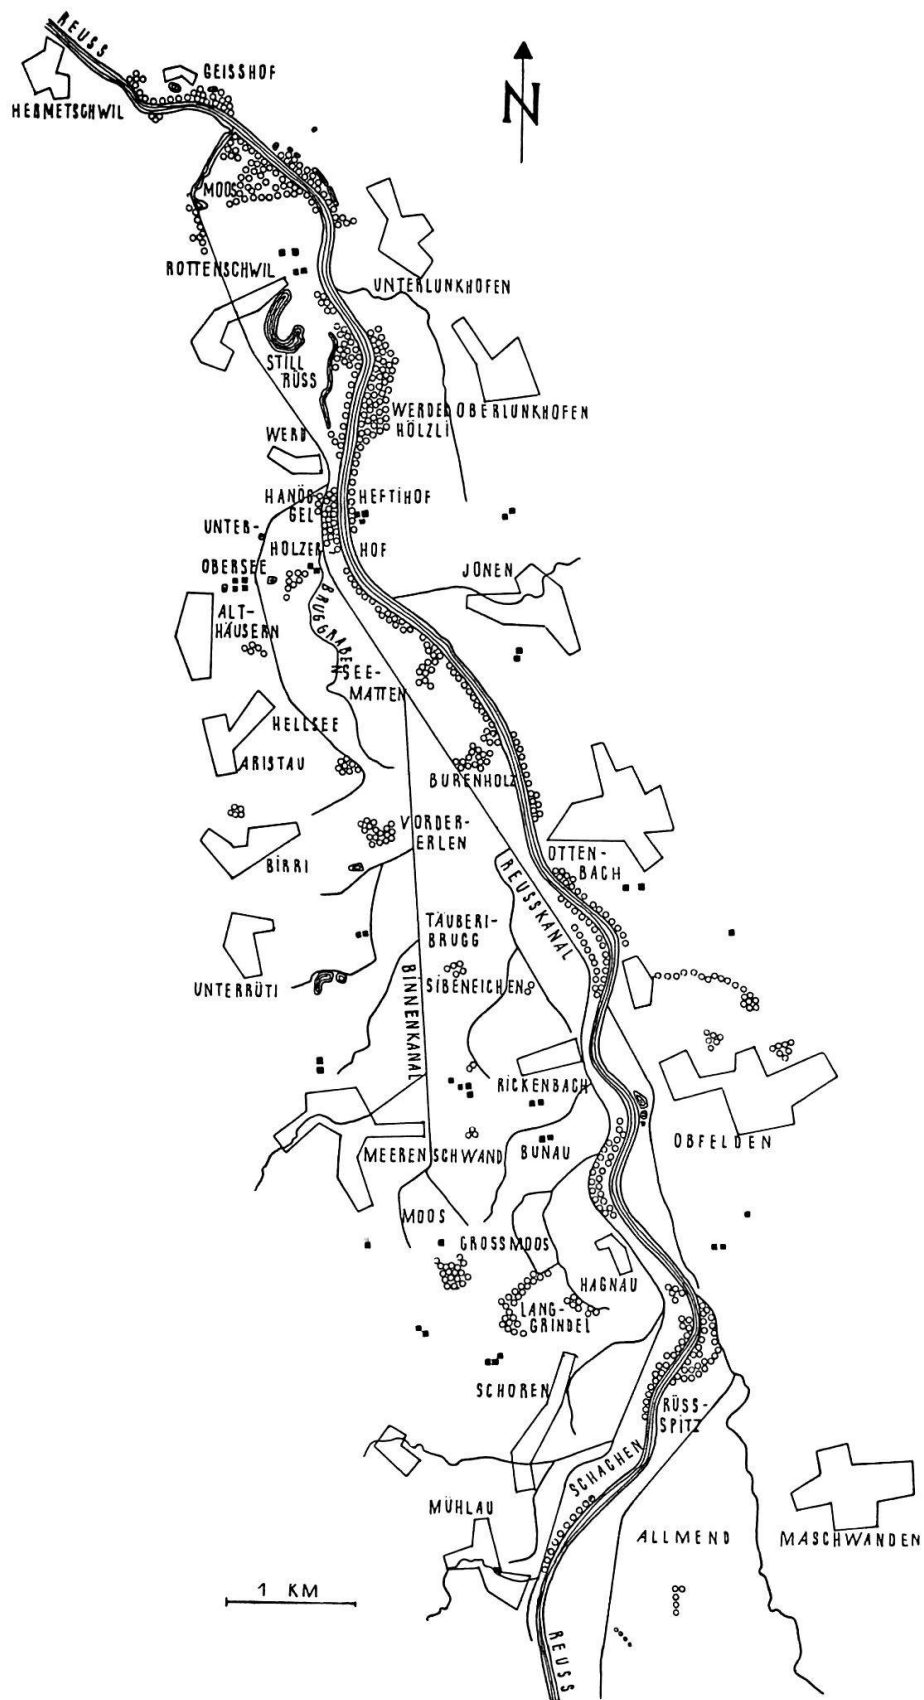 REUSS
GEISSHOF
HERMETSCHWIL
N
MOOS
ROTTENSCHWIL
UNTERLUNKHOFEN
STILL
RÜSS
WERDER
HÖLZLI
OBERLUNKHOFEN
WERD
HANÖG-
GEL
HEFTIHOF
UNTER-
HÖLZER
HOF
OBERSEE
JONEN
BRUGGRABEN
ALT-
HÄUSERN
SEE-
MATTEN
HELLSEE
ARISTAU
BURENHOLZ
VORDER-
ERLEN
BIRRI
OTTEN-
BACH
REUSSKANAL
TÄUBERI-
BRUGG
SIBENEICHEN
UNTERRÜTI
BINNENKANAL
RICKENBACH
OBFELDEN
MEERENSCHWAND
BUNAU
MOOS
GROSSMOOS
HAGNAU
LANG-
GRINDEL
SCHOREN
RÜSS-
SPITZ
SCHACHEN
MÜHLAU
ALLMEND
MASCHWANDEN
1 KM
REUSS